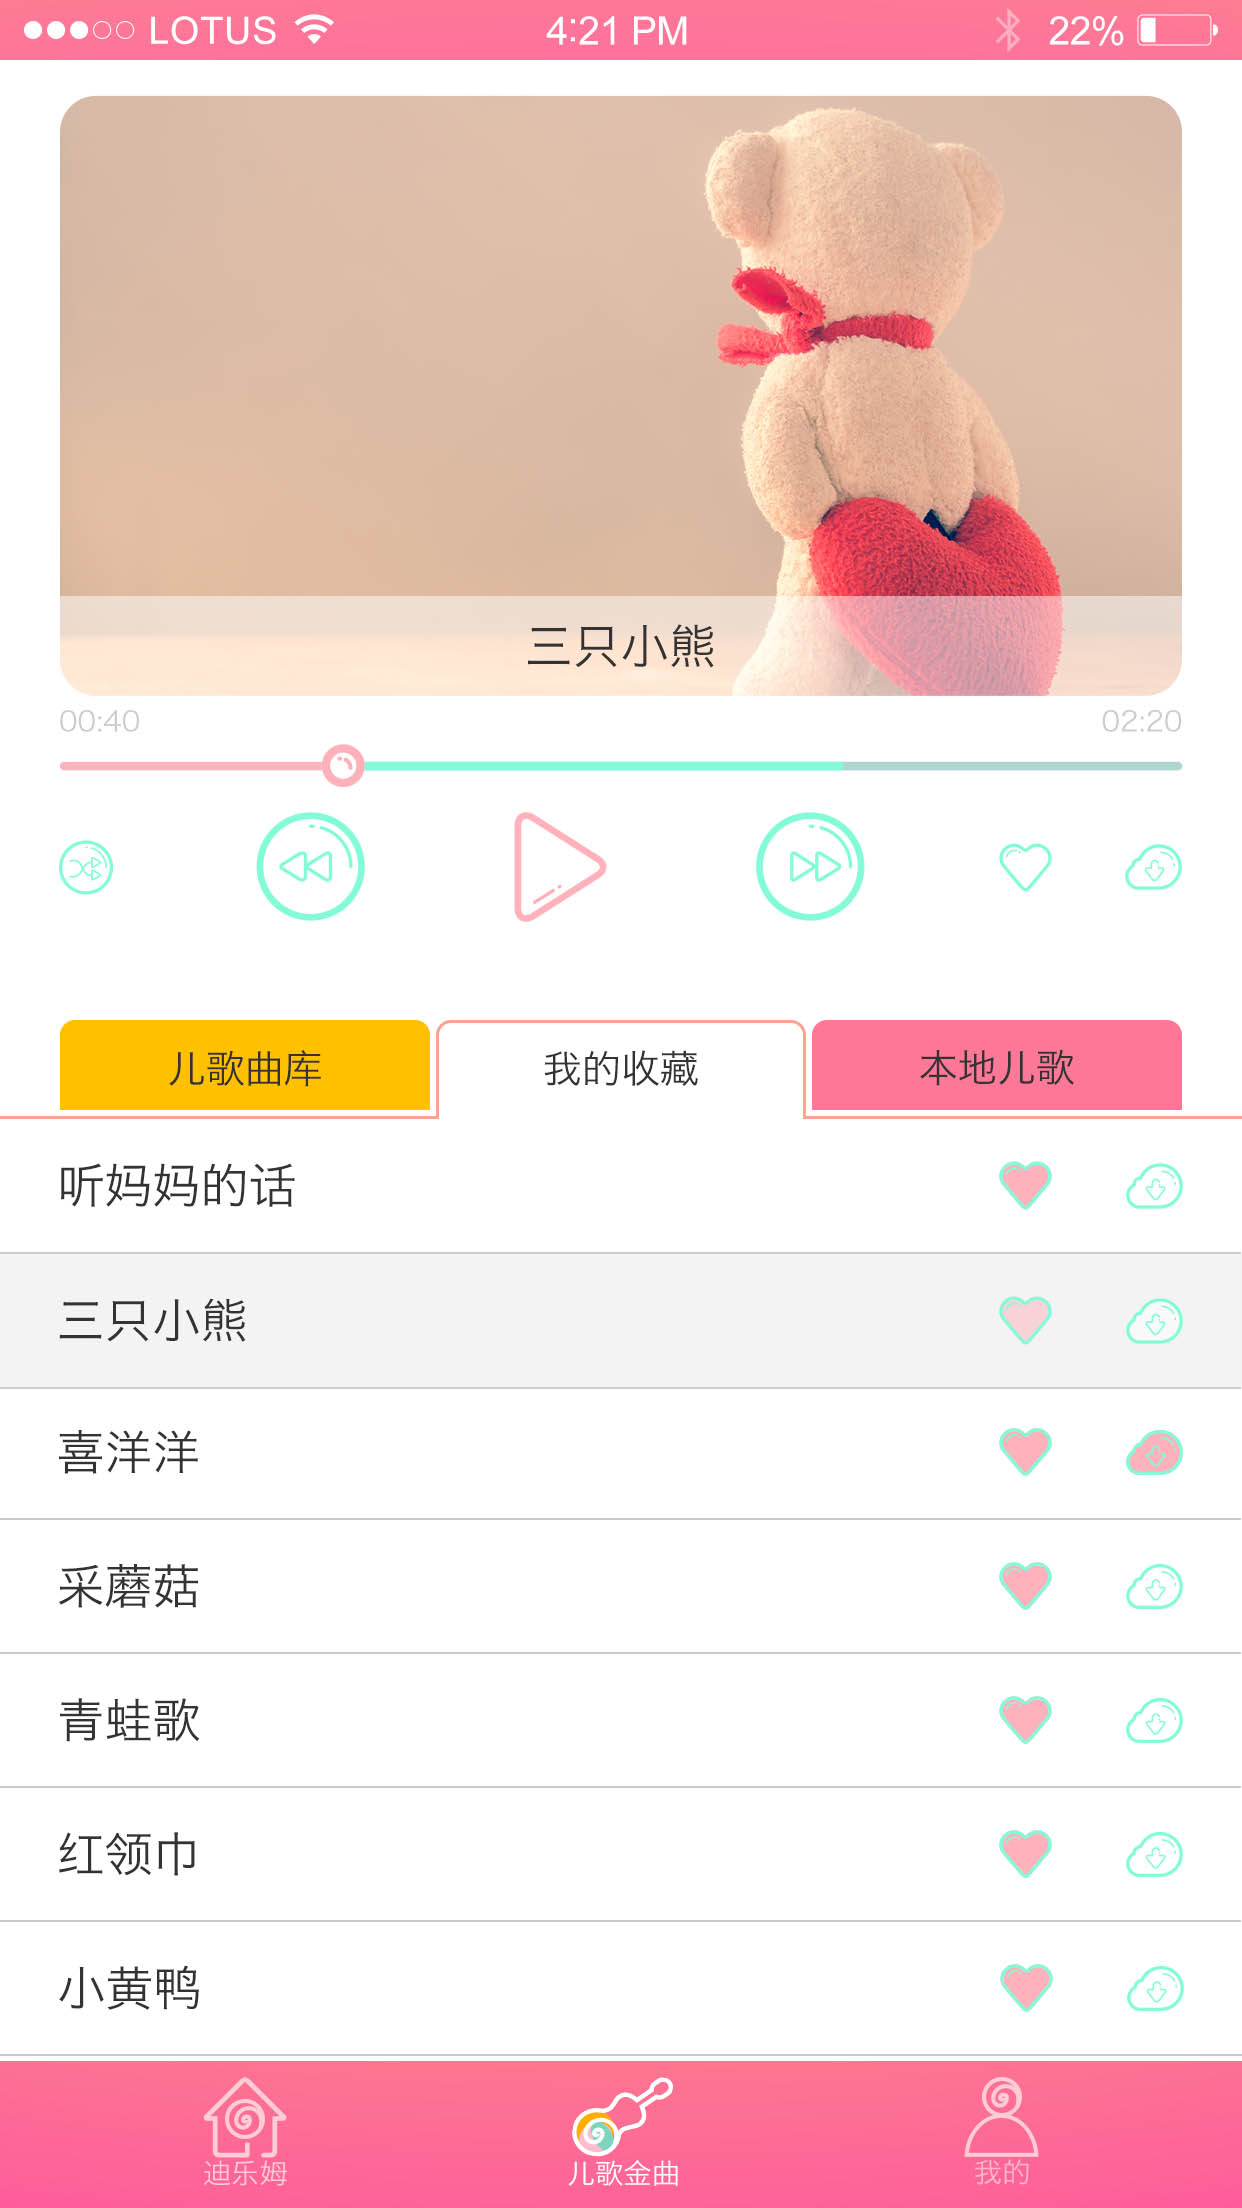 LOTUS 4:21 PM 22%
三只小熊
00:40 02:20
儿歌曲库 我的收藏 本地儿歌
听妈妈的话
三只小熊
喜洋洋
采蘑菇
青蛙歌
红领巾
小黄鸭
迪乐姆 儿歌金曲 我的